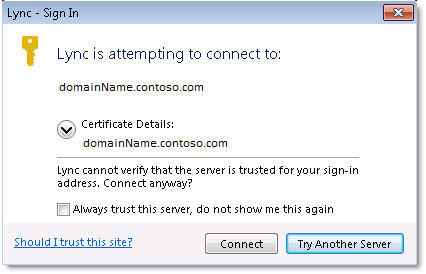 Lync - Sign In
Lync is attempting to connect to:
domainName.contoso.com
Certificate Details:
domainName.contoso.com
Lync cannot verify that the server is trusted for your sign-in
address. Connect anyway?
Always trust this server, do not show me this again
Should I trust this site?
Connect
Try Another Server